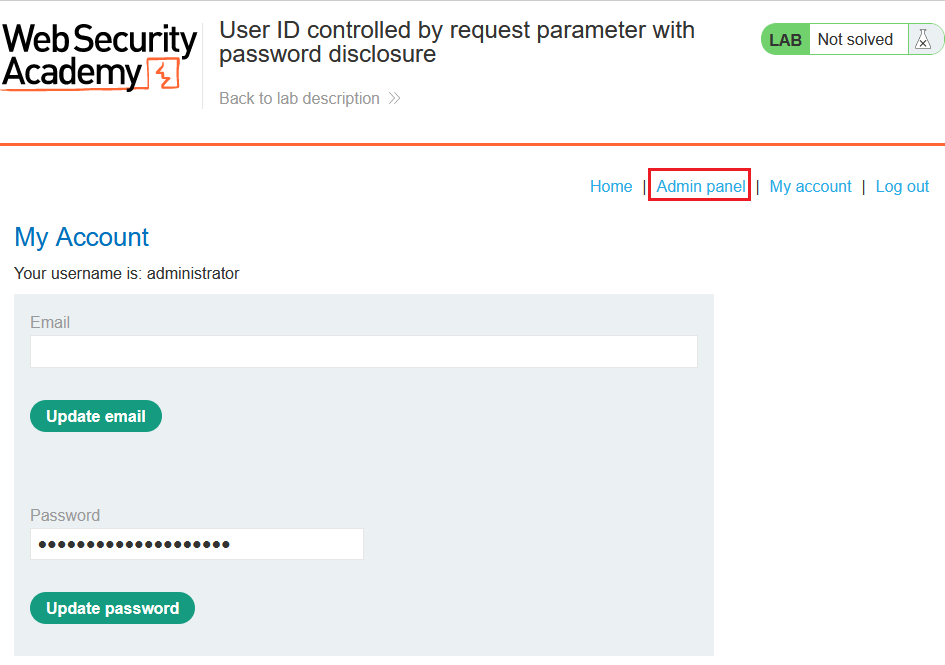 Web Security
Academy
User ID controlled by request parameter with
password disclosure
Back to lab description
LAB Not solved
Home | Admin panel | My account | Log out
My Account
Your username is: administrator
Email
Update email
Password
••••••••••••••••••••
Update password